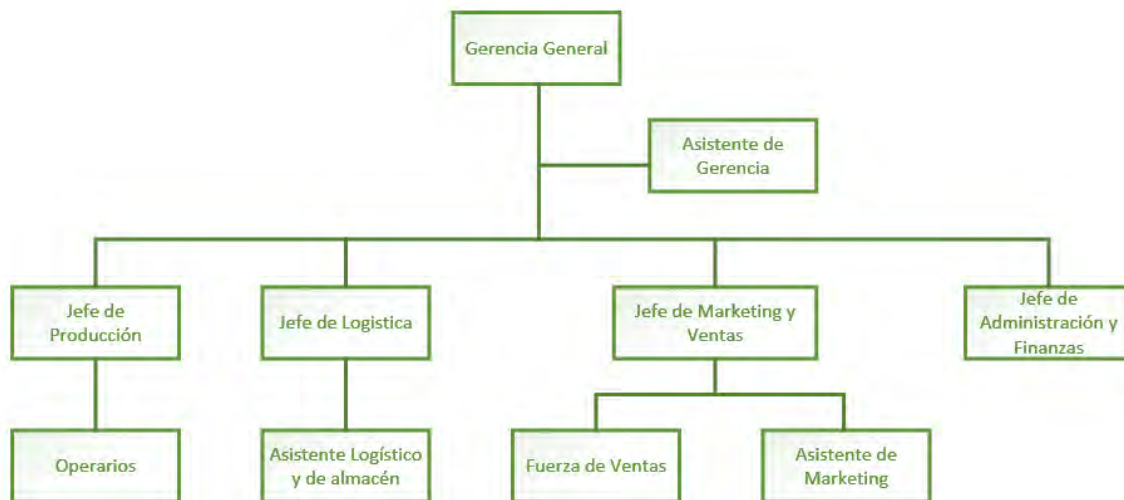 Gerencia General
Asistente de
Gerencia
Jefe de
Producción
Jefe de Logistica
Jefe de Marketing y
Ventas
Jefe de
Administración y
Finanzas
Operarios
Asistente Logístico
y de almacén
Fuerza de Ventas
Asistente de
Marketing